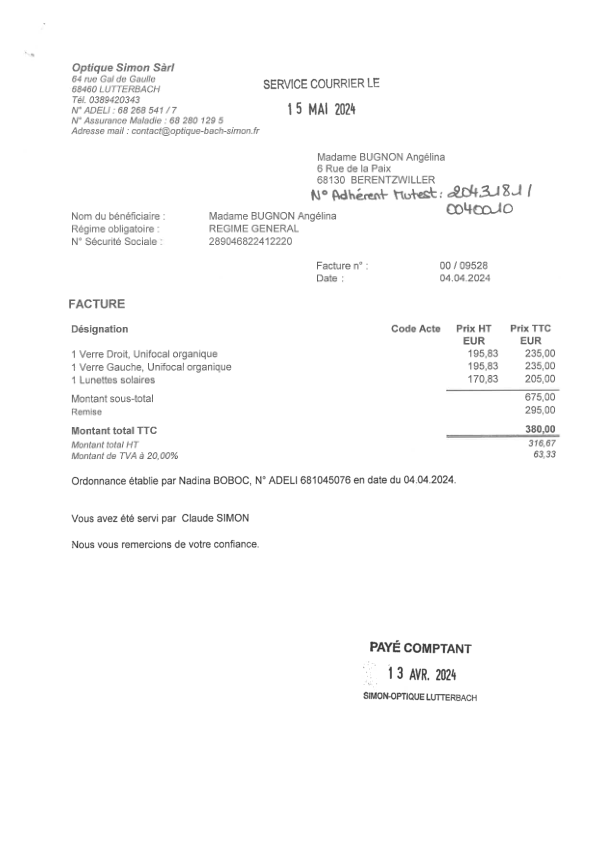 Optique Simon Sàrl
64 rue Gal de Gaulle
68460 LUTTERBACH
Tél. 0389420343
N° ADELI : 68 268 541 / 7
N° Assurance Maladie : 68 280 129 5
Adresse mail : contact@optique-bach-simon.fr
SERVICE COURRIER LE
15 MAI 2024
Madame BUGNON Angélina
6 Rue de la Paix
68130 BERENTZWILLER
N° Adhérent Mutest : 2043181/
0040010
Nom du bénéficiaire : Madame BUGNON Angélina
Régime obligatoire : REGIME GENERAL
N° Sécurité Sociale : 289046822412220
Facture n° : 00 / 09528
Date : 04.04.2024
FACTURE
Désignation Code Acte Prix HT Prix TTC
EUR EUR
1 Verre Droit, Unifocal organique 195,83 235,00
1 Verre Gauche, Unifocal organique 195,83 235,00
1 Lunettes solaires 170,83 205,00
Montant sous-total 675,00
Remise 295,00
Montant total TTC 380,00
Montant total HT 316,67
Montant de TVA à 20,00% 63,33
Ordonnance établie par Nadina BOBOC, N° ADELI 681045076 en date du 04.04.2024.
Vous avez été servi par Claude SIMON
Nous vous remercions de votre confiance.
PAYÉ COMPTANT
13 AVR. 2024
SIMON-OPTIQUE LUTTERBACH